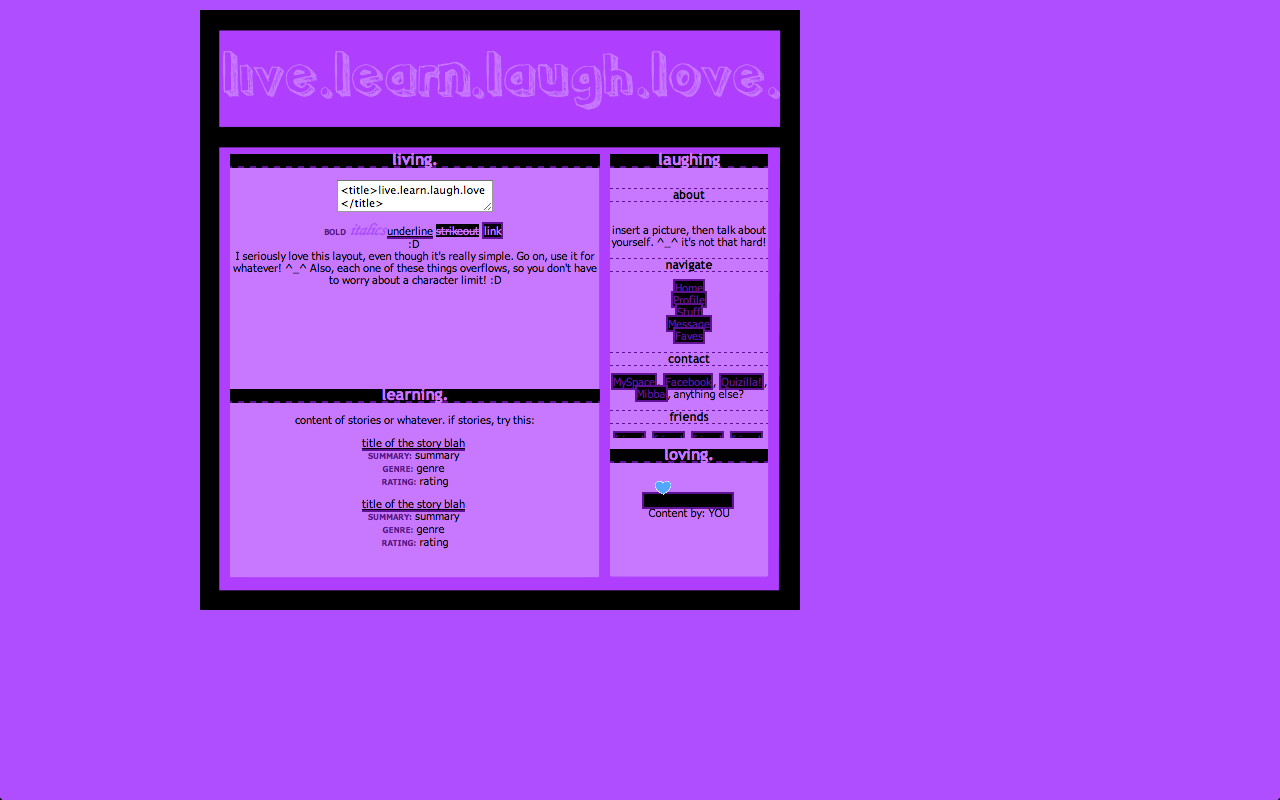 live.learn.laugh.love.
living.
<title>live.learn.laugh.love
</title>
BOLD italics underline strikeout link
:D
I seriously love this layout, even though it's really simple. Go on, use it for
whatever! ^_^ Also, each one of these things overflows, so you don't have
to worry about a character limit! :D
learning.
content of stories or whatever. if stories, try this:
title of the story blah
SUMMARY: summary
GENRE: genre
RATING: rating
title of the story blah
SUMMARY: summary
GENRE: genre
RATING: rating
laughing
about
insert a picture, then talk about
yourself. ^_^ it's not that hard!
navigate
Home
Profile
Stuff
Message
Faves
contact
MySpace, Facebook, Quizilla!,
Mibba, anything else?
friends
loving.
Content by: YOU